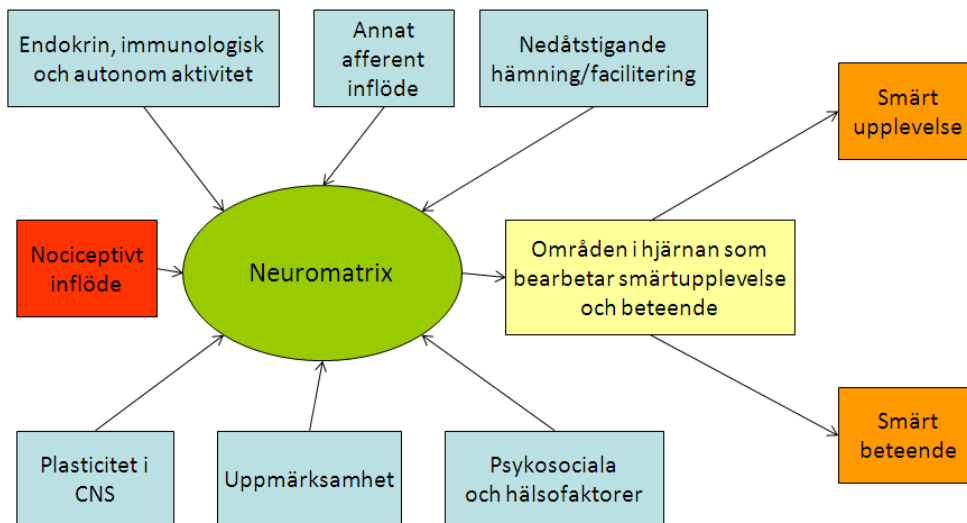 Endokrin, immunologisk
och autonom aktivitet
Annat
afferent
inflöde
Nedåtstigande
hämning/facilitering
Smärt
upplevelse
Nociceptivt
inflöde
Neuromatrix
Områden i hjärnan som
bearbetar smärtupplevelse
och beteende
Smärt
beteende
Plasticitet i
CNS
Uppmärksamhet
Psykosociala
och hälsofaktorer